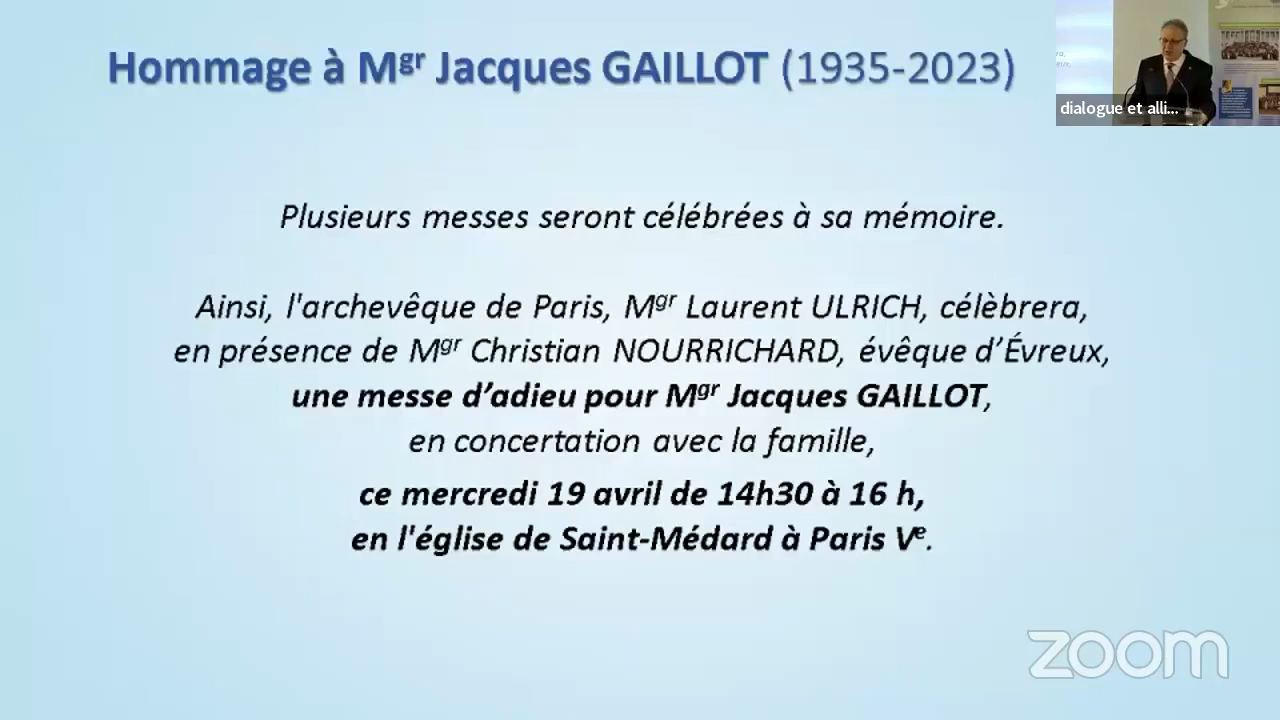 Hommage à Mgr Jacques GAILLOT (1935-2023)
dialogue et alli...
Plusieurs messes seront célébrées à sa mémoire.
Ainsi, l'archevêque de Paris, Mgr Laurent ULRICH, célèbrera,
en présence de Mgr Christian NOURRICHARD, évêque d’Évreux,
une messe d’adieu pour Mgr Jacques GAILLOT,
en concertation avec la famille,
ce mercredi 19 avril de 14h30 à 16 h,
en l'église de Saint-Médard à Paris Ve.
zoom